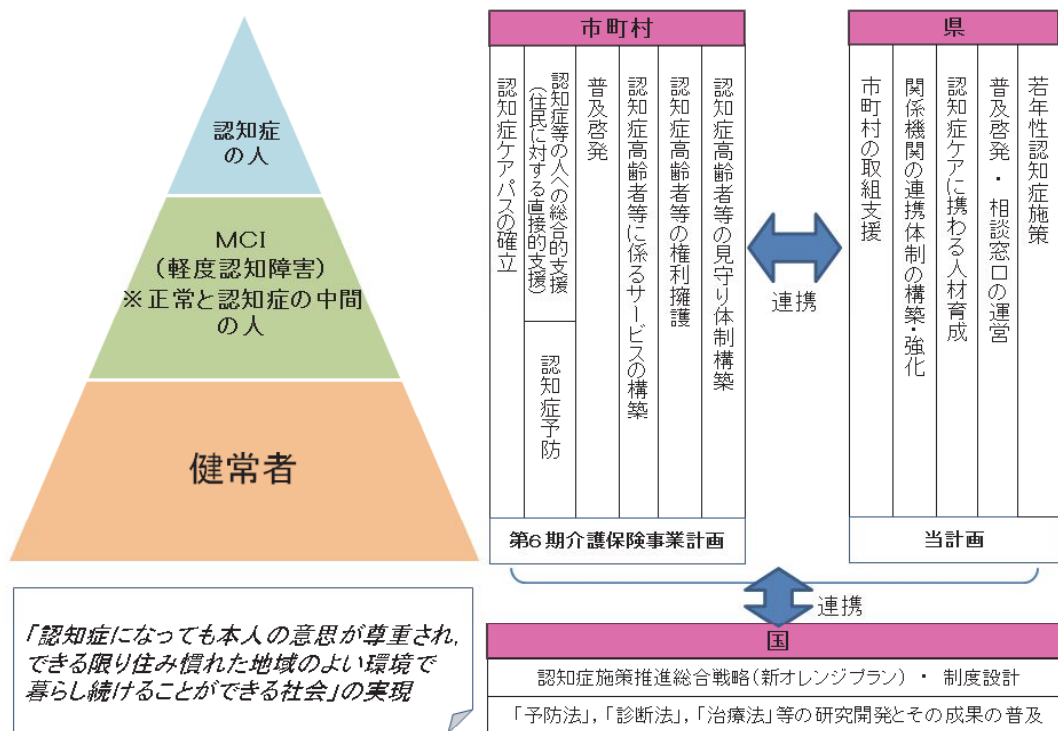 認知症
の人
MCI
（軽度認知障害）
※正常と認知症の中間
の人
健常者
「認知症になっても本人の意思が尊重され，
できる限り住み慣れた地域のよい環境で
暮らし続けることができる社会」の実現
市町村
認知症ケアパスの確立
認知症等の人への総合的支援
（住民に対する直接的支援）
認知症予防
普及啓発
認知症高齢者等に係るサービスの構築
認知症高齢者等の権利擁護
認知症高齢者等の見守り体制構築
第６期介護保険事業計画
連携
県
市町村の取組支援
関係機関の連携体制の構築・強化
認知症ケアに携わる人材育成
普及啓発・相談窓口の運営
若年性認知症施策
当計画
連携
国
認知症施策推進総合戦略（新オレンジプラン）・制度設計
「予防法」，「診断法」，「治療法」等の研究開発とその成果の普及